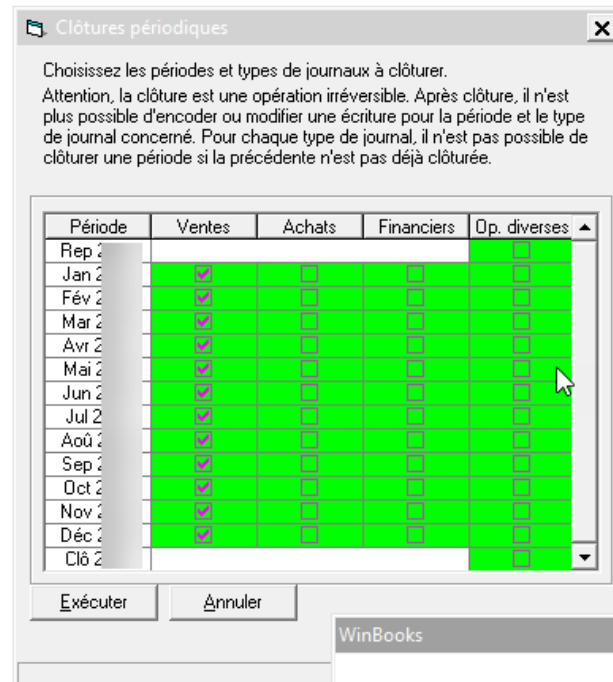 Clôtures périodiques
Choisissez les périodes et types de journaux à clôturer.
Attention, la clôture est une opération irréversible. Après clôture, il n'est
plus possible d'encoder ou modifier une écriture pour la période et le type
de journal concerné. Pour chaque type de journal, il n'est pas possible de
clôturer une période si la précédente n'est pas déjà clôturée.
Période Ventes Achats Financiers Op. diverses
Rep 2
Jan 2
Fév 2
Mar 2
Avr 2
Mai 2
Jun 2
Jul 2
Aoû 2
Sep 2
Oct 2
Nov 2
Déc 2
Clô 2
Exécuter Annuler
WinBooks